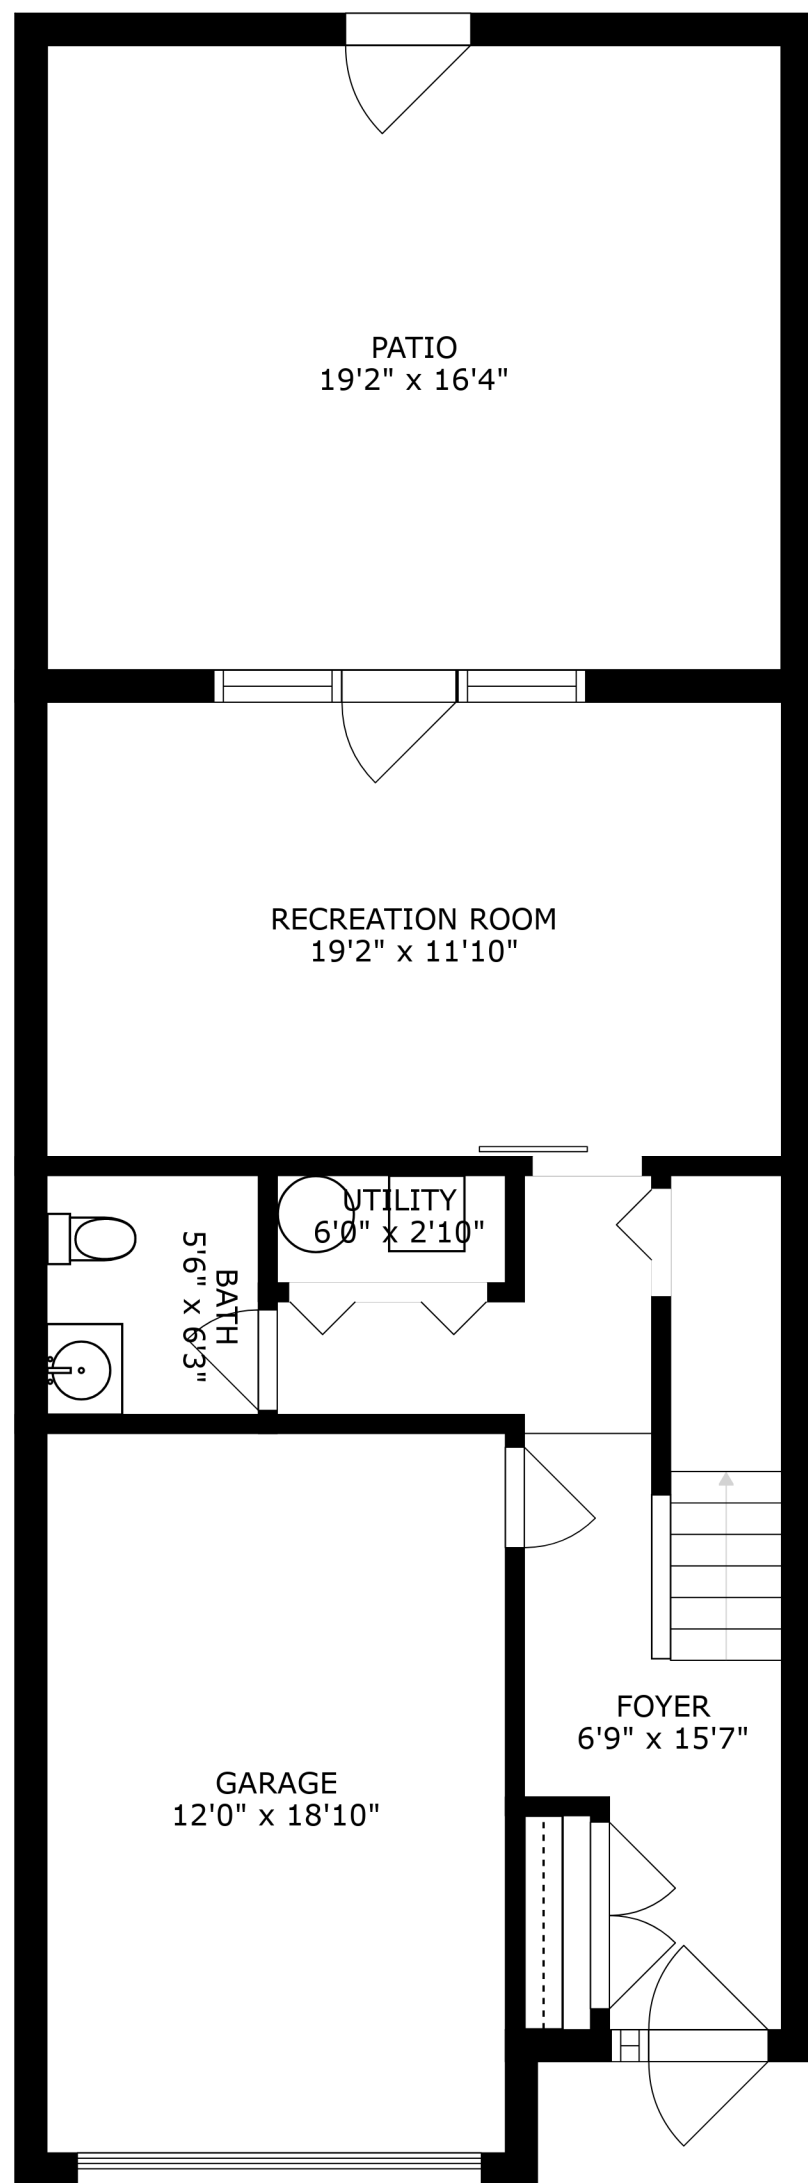 PATIO
19'2" x 16'4"
RECREATION ROOM
19'2" x 11'10"
UTILITY
6'0" x 2'10"
BATH
5'6" x 6'3"
FOYER
6'9" x 15'7"
GARAGE
12'0" x 18'10"